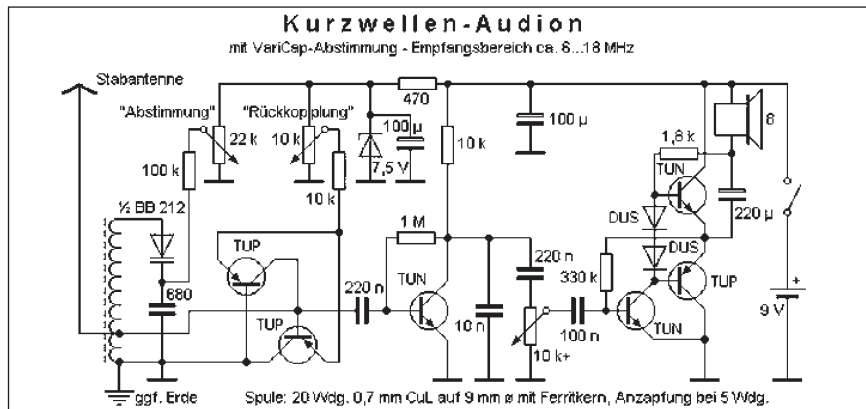 Kurzwellen-Audion
mit VariCap-Abstimmung - Empfangsbereich ca. 6...18 MHz
Stabantenne
"Abstimmung"
"Rückkopplung"
470
22 k
10 k
100 µ
7,5 V
10 k
100 µ
8
1,8 k
TUN
100 k
10 k
220 µ
½ BB 212
1 M
DUS
DUS
TUP
220 n
TUN
220 n
330 k
TUP
680
TUP
10 n
100 n
TUN
9 V
+
10 k+
ggf. Erde
Spule: 20 Wdg. 0,7 mm CuL auf 9 mm ø mit Ferritkern, Anzapfung bei 5 Wdg.